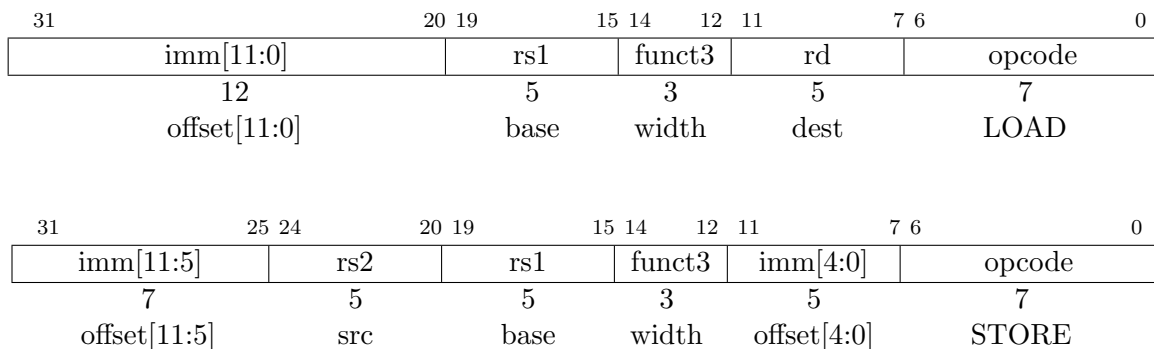 31 20 19 15 14 12 11 7 6 0
imm[11:0] rs1 funct3 rd opcode
12 5 3 5 7
offset[11:0] base width dest LOAD
31 25 24 20 19 15 14 12 11 7 6 0
imm[11:5] rs2 rs1 funct3 imm[4:0] opcode
7 5 5 3 5 7
offset[11:5] src base width offset[4:0] STORE